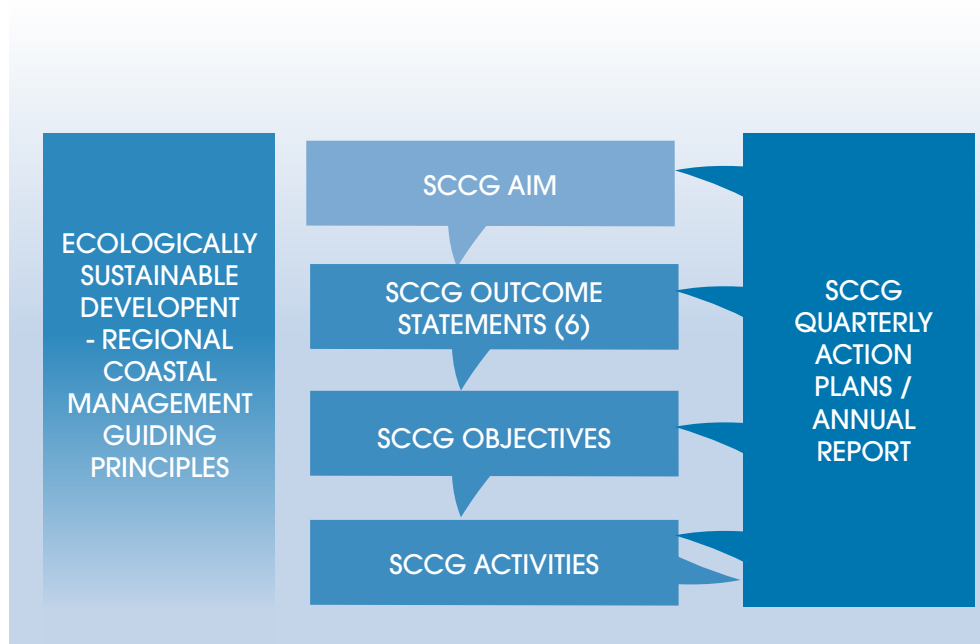 ECOLOGICALLY
SUSTAINABLE
DEVELOPENT
- REGIONAL
COASTAL
MANAGEMENT
GUIDING
PRINCIPLES
SCCG AIM
SCCG OUTCOME
STATEMENTS (6)
SCCG OBJECTIVES
SCCG ACTIVITIES
SCCG
QUARTERLY
ACTION
PLANS /
ANNUAL
REPORT